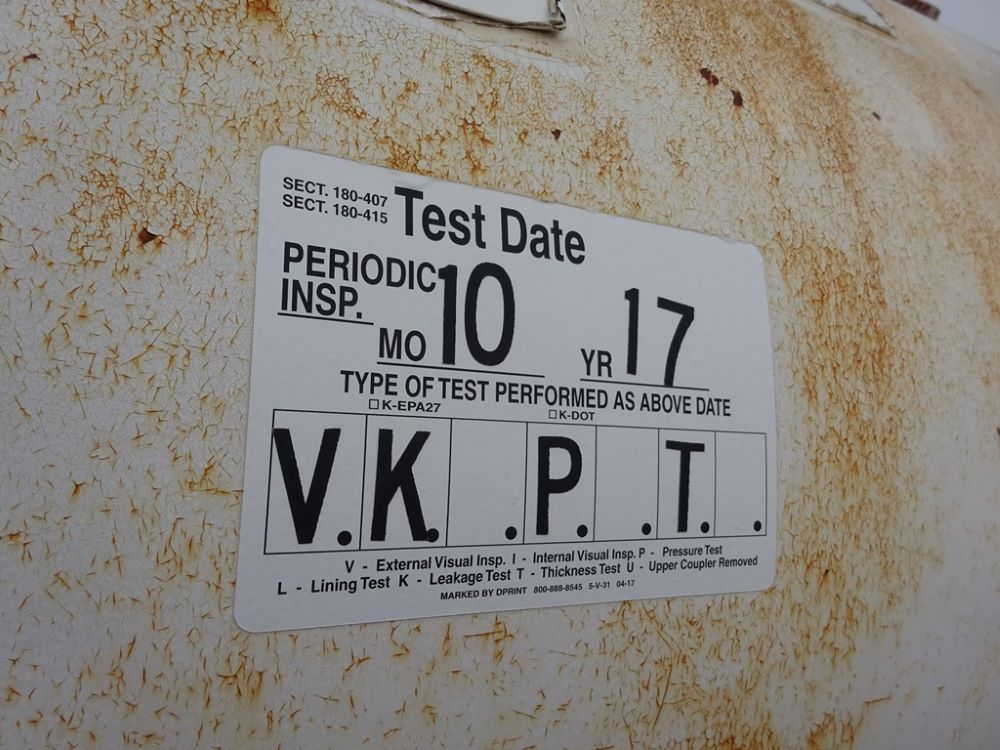 SECT. 180-407
SECT. 180-415
Test Date
PERIODIC
INSP.
MO 10 YR 17
TYPE OF TEST PERFORMED AS ABOVE DATE
☐ K-EPA27 ☐ K-DOT
V. K. . P. . T. .
V - External Visual Insp. I - Internal Visual Insp. P - Pressure Test
L - Lining Test K - Leakage Test T - Thickness Test U - Upper Coupler Removed
MARKED BY DPRINT 800-888-8545 5-V-31 04-17